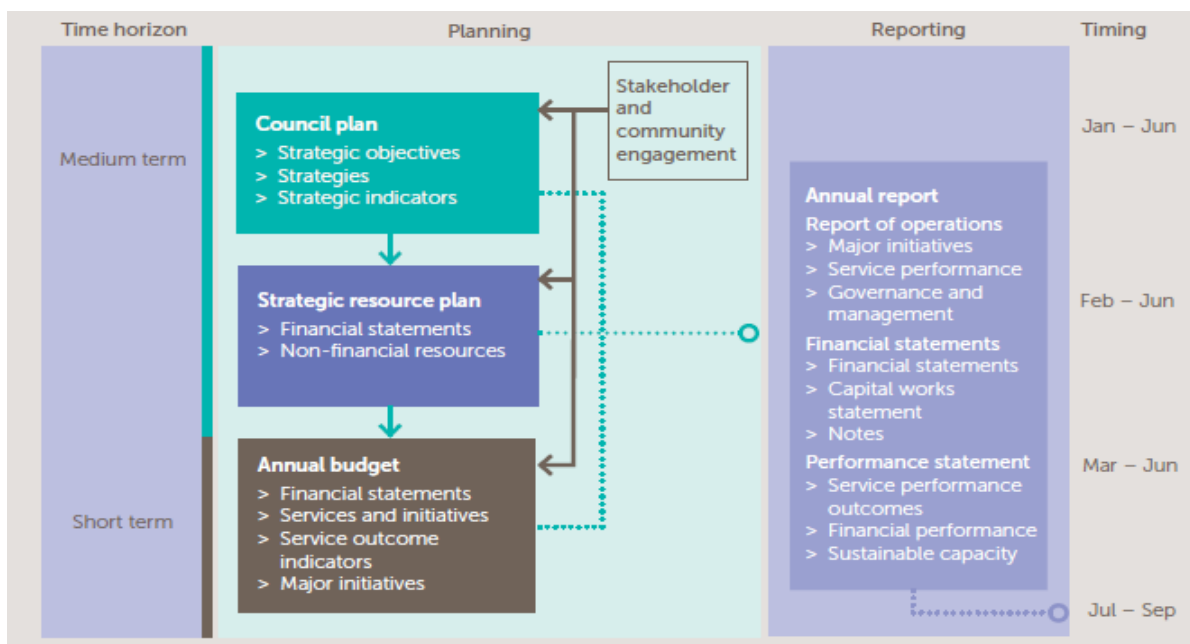 Time horizon
Planning
Reporting
Timing
Medium term
Short term
Stakeholder
and
community
engagement
Council plan
> Strategic objectives
> Strategies
> Strategic indicators
Strategic resource plan
> Financial statements
> Non-financial resources
Annual budget
> Financial statements
> Services and initiatives
> Service outcome
indicators
> Major initiatives
Annual report
Report of operations
> Major initiatives
> Service performance
> Governance and
management
Financial statements
> Financial statements
> Capital works
statement
> Notes
Performance statement
> Service performance
outcomes
> Financial performance
> Sustainable capacity
Jan – Jun
Feb – Jun
Mar – Jun
Jul – Sep